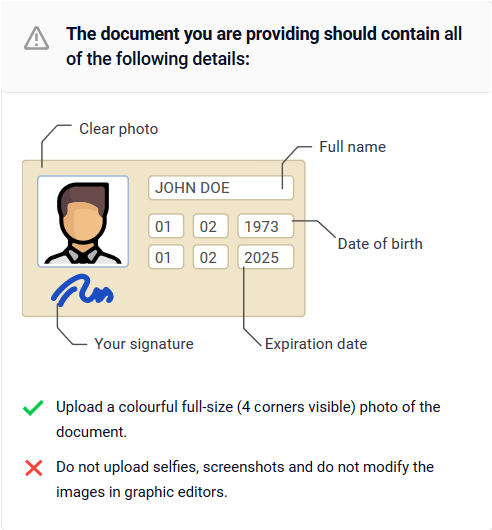 The document you are providing should contain all
of the following details:
Clear photo
Full name
JOHN DOE
01 02 1973
Date of birth
01 02 2025
Your signature
Expiration date
Upload a colourful full-size (4 corners visible) photo of the
document.
Do not upload selfies, screenshots and do not modify the
images in graphic editors.